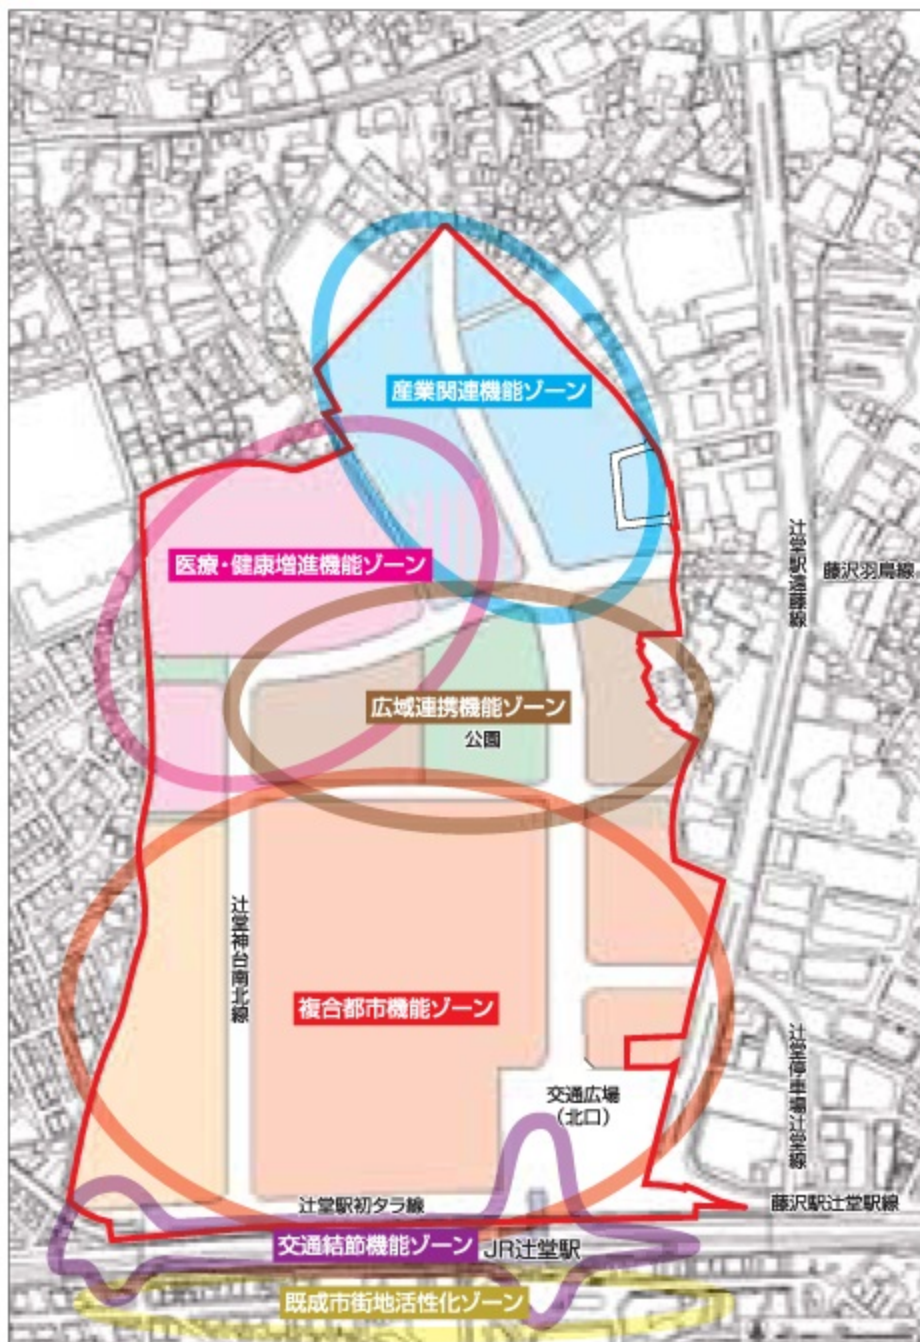 産業関連機能ゾーン
医療・健康増進機能ゾーン
辻堂駅遠藤線
藤沢羽鳥線
広域連携機能ゾーン
公園
辻堂神台南北線
複合都市機能ゾーン
交通広場
(北口)
辻堂停車場辻堂線
辻堂駅初タラ線
藤沢駅辻堂駅線
交通結節機能ゾーン
JR辻堂駅
既成市街地活性化ゾーン